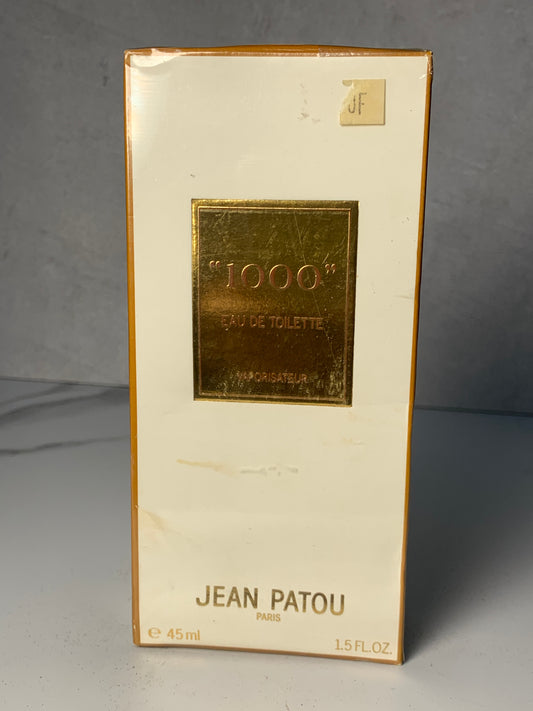 JF
"1000"
EAU DE TOILETTE
VAPORISATEUR
JEAN PATOU
PARIS
e 45 ml
1.5 FL.OZ.